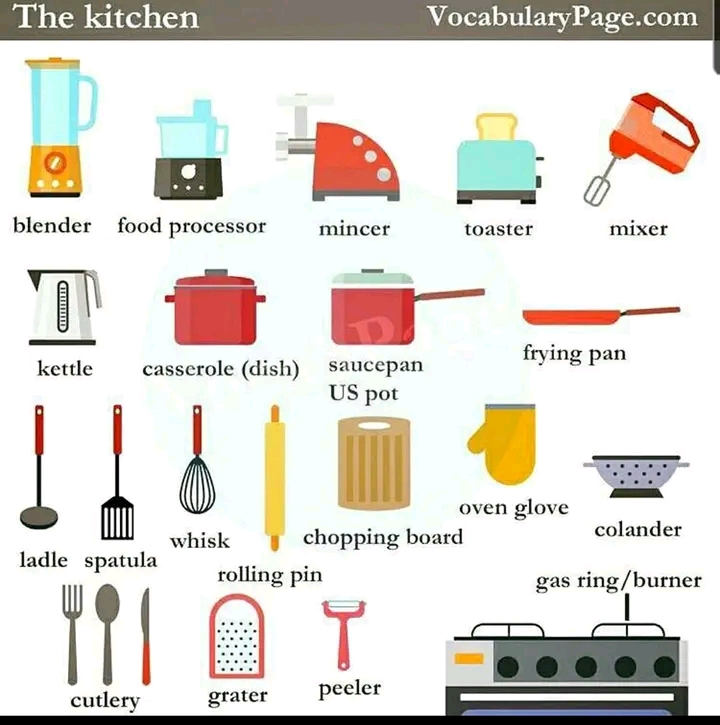 The kitchen
VocabularyPage.com
blender
food processor
mincer
toaster
mixer
kettle
casserole (dish)
saucepan
US pot
frying pan
ladle
spatula
whisk
rolling pin
chopping board
oven glove
colander
gas ring/burner
cutlery
grater
peeler